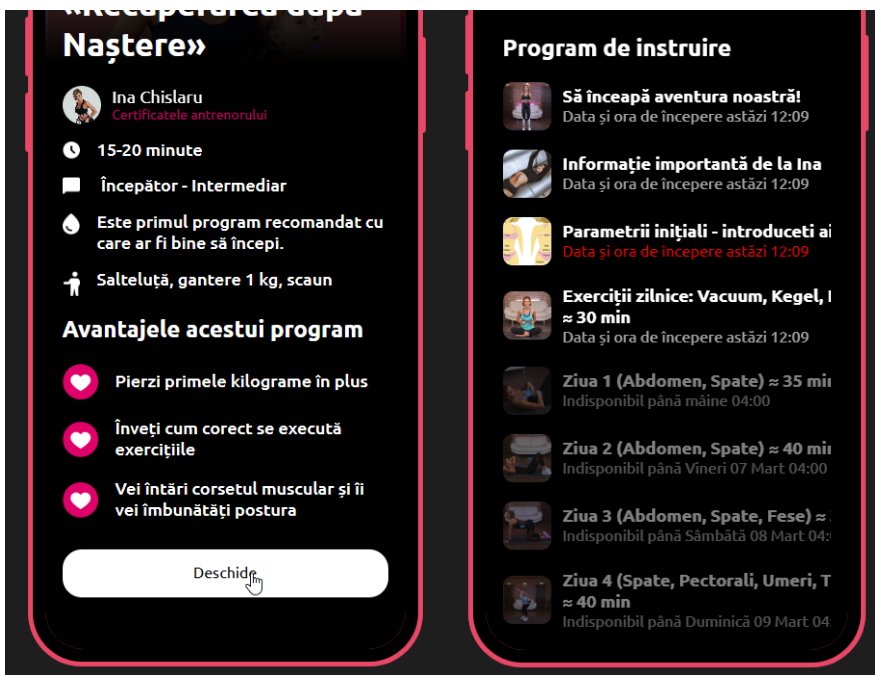 «Recuperarea după
Naștere»
Ina Chislaru
Certificatele antrenorului
15-20 minute
Începător - Intermediar
Este primul program recomandat cu
care ar fi bine să începi.
Salteluță, gantere 1 kg, scaun
Avantajele acestui program
Pierzi primele kilograme în plus
Înveți cum corect se execută
exercițiile
Vei întări corsetul muscular și îi
vei îmbunătăți postura
Deschide
Program de instruire
Să înceapă aventura noastră!
Data și ora de începere astăzi 12:09
Informație importantă de la Ina
Data și ora de începere astăzi 12:09
Parametrii inițiali - introduceti ai
Data și ora de începere astăzi 12:09
Exerciții zilnice: Vacuum, Kegel,
≈ 30 min
Data și ora de începere astăzi 12:09
Ziua 1 (Abdomen, Spate) ≈ 35 min
Indisponibil până mâine 04:00
Ziua 2 (Abdomen, Spate) ≈ 40 min
Indisponibil până Vineri 07 Mart 04:00
Ziua 3 (Abdomen, Spate, Fese) ≈
Indisponibil până Sâmbătă 08 Mart 04:
Ziua 4 (Spate, Pectorali, Umeri, T
≈ 40 min
Indisponibil până Duminică 09 Mart 04